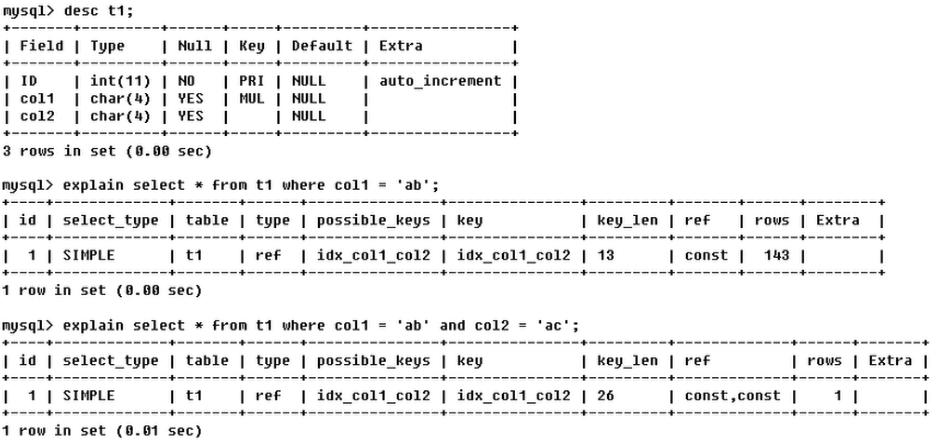 mysql> desc t1;
+-------+---------+------+-----+---------+----------------+
| Field | Type    | Null | Key | Default | Extra          |
+-------+---------+------+-----+---------+----------------+
| ID    | int(11) | NO   | PRI | NULL    | auto_increment |
| col1  | char(4) | YES  | MUL | NULL    |                |
| col2  | char(4) | YES  |     | NULL    |                |
+-------+---------+------+-----+---------+----------------+
3 rows in set (0.00 sec)
mysql> explain select * from t1 where col1 = 'ab';
+----+-------------+-------+------+---------------+---------------+---------+-------+------+-------+
| id | select_type | table | type | possible_keys | key           | key_len | ref   | rows | Extra |
+----+-------------+-------+------+---------------+---------------+---------+-------+------+-------+
|  1 | SIMPLE      | t1    | ref  | idx_col1_col2 | idx_col1_col2 | 13      | const |  143 |       |
+----+-------------+-------+------+---------------+---------------+---------+-------+------+-------+
1 row in set (0.00 sec)
mysql> explain select * from t1 where col1 = 'ab' and col2 = 'ac';
+----+-------------+-------+------+---------------+---------------+---------+-------------+------+-------+
| id | select_type | table | type | possible_keys | key           | key_len | ref         | rows | Extra |
+----+-------------+-------+------+---------------+---------------+---------+-------------+------+-------+
|  1 | SIMPLE      | t1    | ref  | idx_col1_col2 | idx_col1_col2 | 26      | const,const |    1 |       |
+----+-------------+-------+------+---------------+---------------+---------+-------------+------+-------+
1 row in set (0.01 sec)